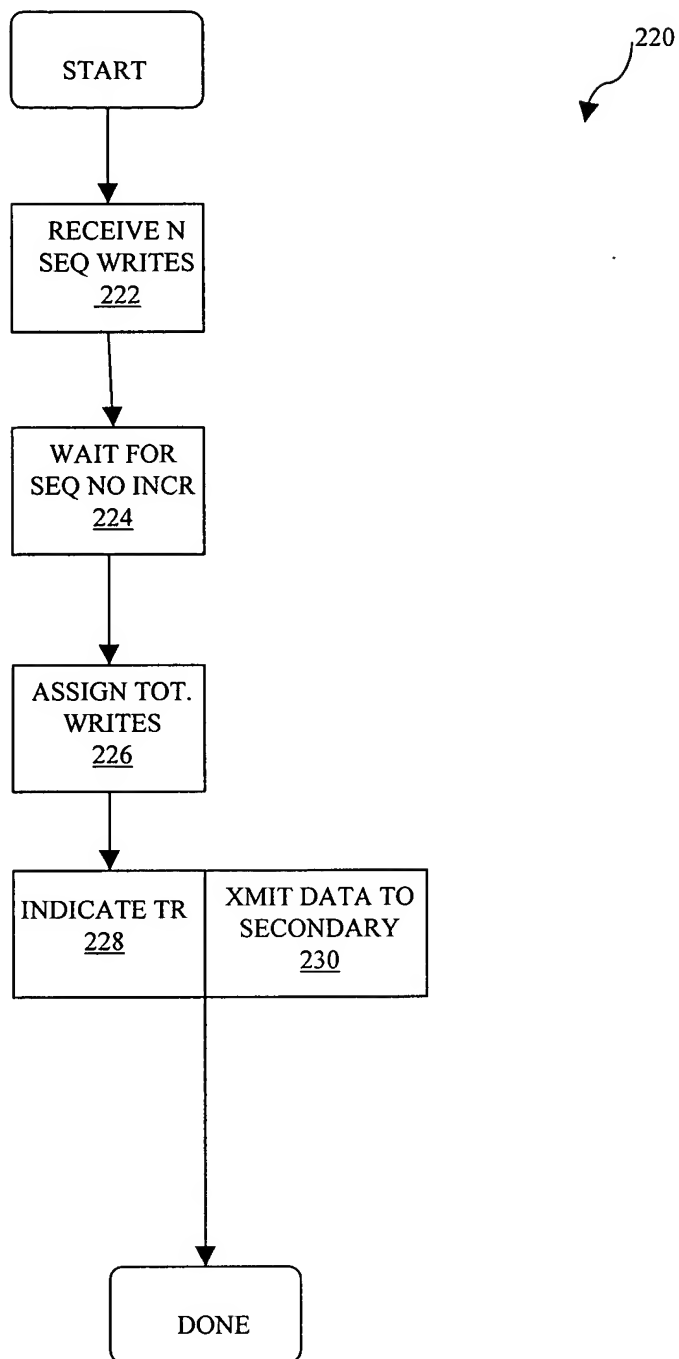 START
220
RECEIVE N
SEQ WRITES
222
WAIT FOR
SEQ NO INCR
224
ASSIGN TOT.
WRITES
226
INDICATE TR
228
XMIT DATA TO
SECONDARY
230
DONE